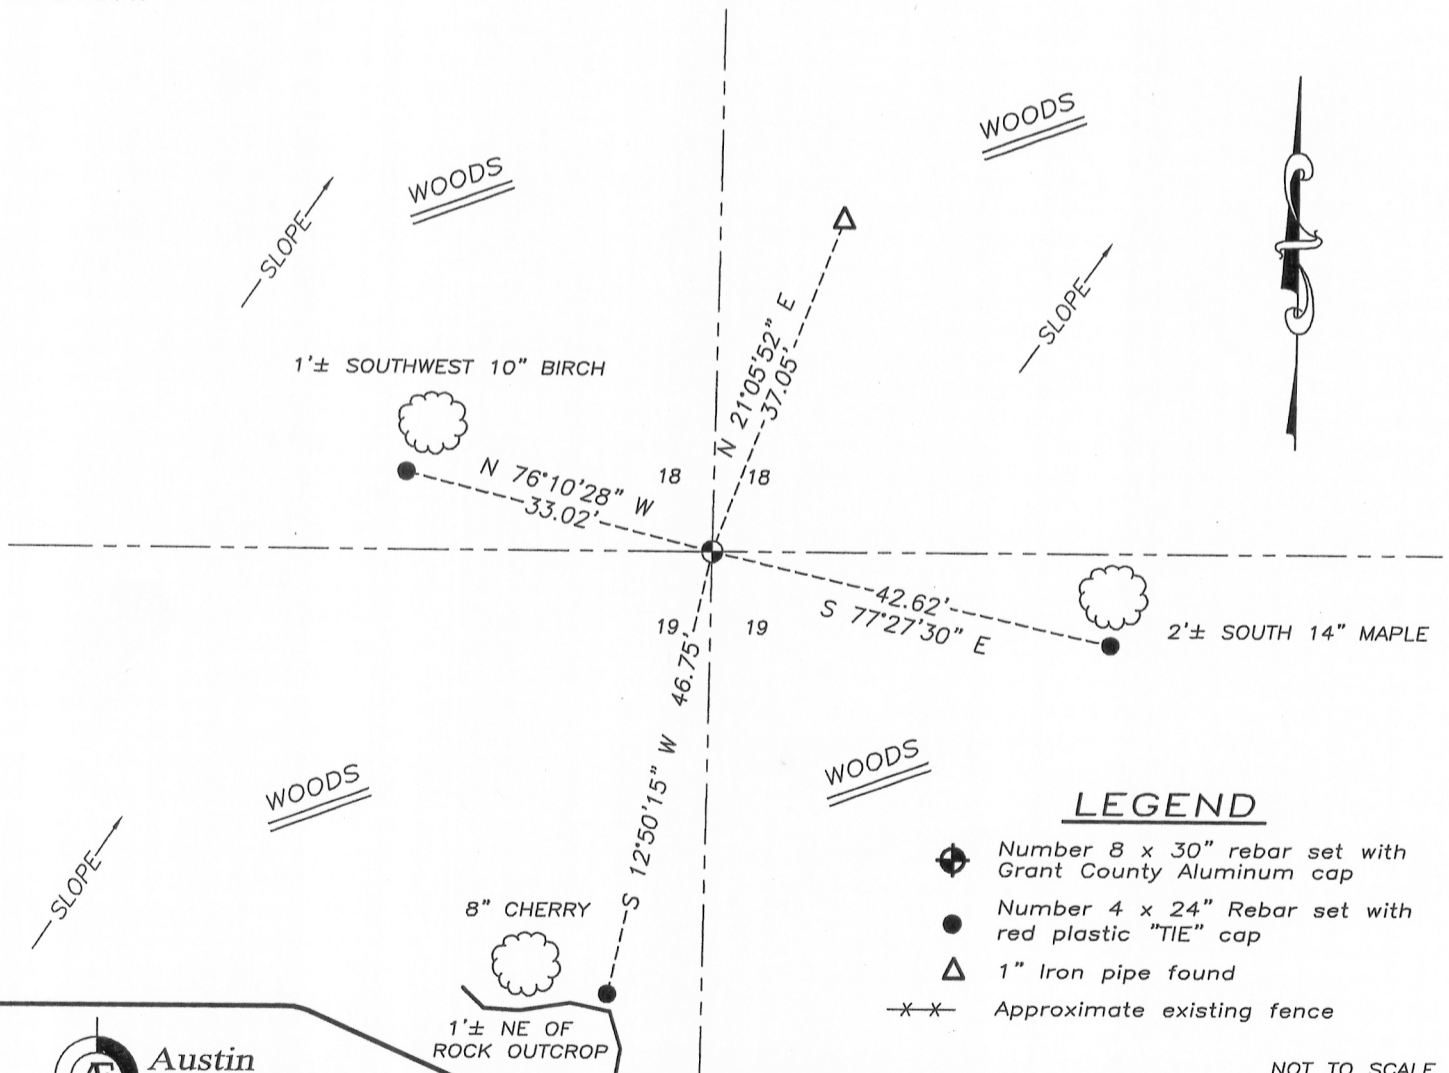 WOODS
WOODS
SLOPE
SLOPE
1'± SOUTHWEST 10" BIRCH
N 21°05'52" E
37.05'
N 76°10'28" W
33.02'
18
18
42.62'
S 77°27'30" E
2'± SOUTH 14" MAPLE
19
19
46.75'
S 12°50'15" W
WOODS
WOODS
SLOPE
8" CHERRY
1'± NE OF
ROCK OUTCROP
LEGEND
Number 8 x 30" rebar set with
Grant County Aluminum cap
Number 4 x 24" Rebar set with
red plastic "TIE" cap
1" Iron pipe found
Approximate existing fence
NOT TO SCALE
Austin